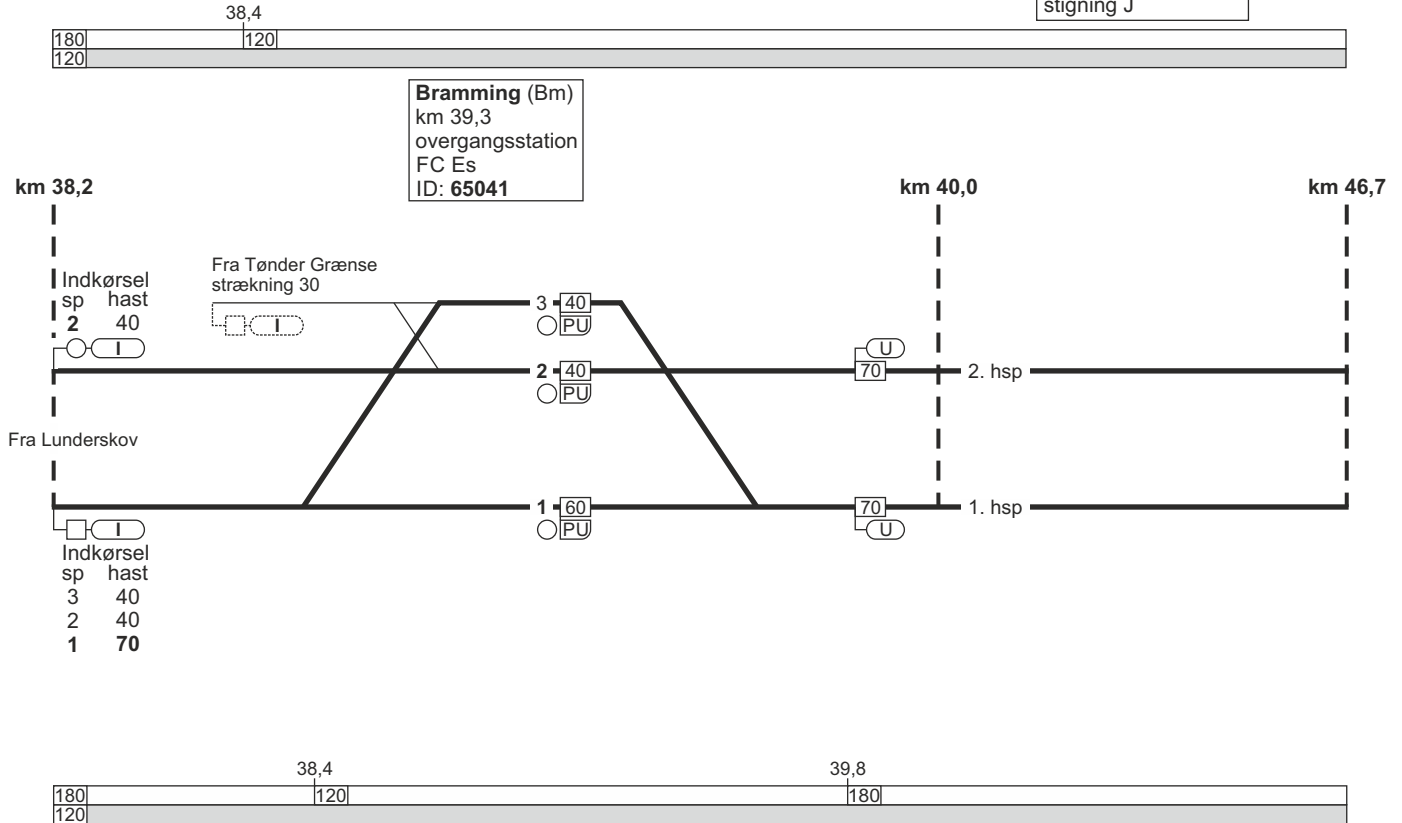 stigning J
38,4
180 120
120
Bramming (Bm)
km 39,3
overgangsstation
FC Es
ID: 65041
km 38,2
km 40,0
km 46,7
Fra Tønder Grænse
strækning 30
I
Indkørsel
sp hast
2 40
I
3 40
PU
2 40
PU
U
70
2. hsp
Fra Lunderskov
1 60
PU
70
U
1. hsp
I
Indkørsel
sp hast
3 40
2 40
1 70
38,4
39,8
180 120 180
120